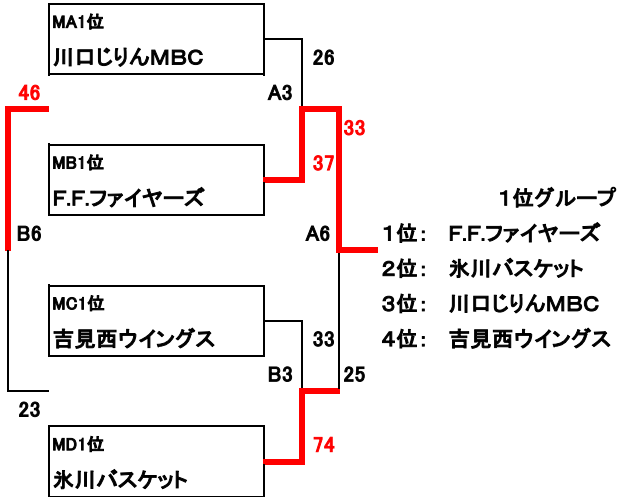 MA1位
川口じりんMBC
26
46
A3
33
MB1位
37
F.F.ファイヤーズ
1位グループ
B6
A6
1位: F.F.ファイヤーズ
2位: 氷川バスケット
MC1位
3位: 川口じりんMBC
吉見西ウイングス
33
4位: 吉見西ウイングス
B3
25
23
MD1位
74
氷川バスケット